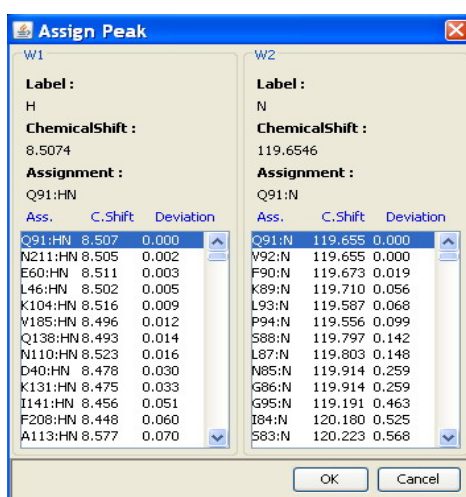 Assign Peak
W1
Label :
H
ChemicalShift :
8.5074
Assignment :
Q91:HN
Ass. C.Shift Deviation
Q91:HN 8.507 0.000
N211:HN 8.505 0.002
E60:HN 8.511 0.003
L46:HN 8.502 0.005
K104:HN 8.516 0.009
V185:HN 8.496 0.012
Q138:HN 8.493 0.014
N110:HN 8.523 0.016
D40:HN 8.478 0.030
K131:HN 8.475 0.033
I141:HN 8.456 0.051
F208:HN 8.448 0.060
A113:HN 8.577 0.070
W2
Label :
N
ChemicalShift :
119.6546
Assignment :
Q91:N
Ass. C.Shift Deviation
Q91:N 119.655 0.000
V92:N 119.655 0.000
F90:N 119.673 0.019
K89:N 119.710 0.056
L93:N 119.587 0.068
P94:N 119.556 0.099
S88:N 119.797 0.142
L87:N 119.803 0.148
N85:N 119.914 0.259
G86:N 119.914 0.259
G95:N 119.191 0.463
I84:N 120.180 0.525
S83:N 120.223 0.568
OK
Cancel